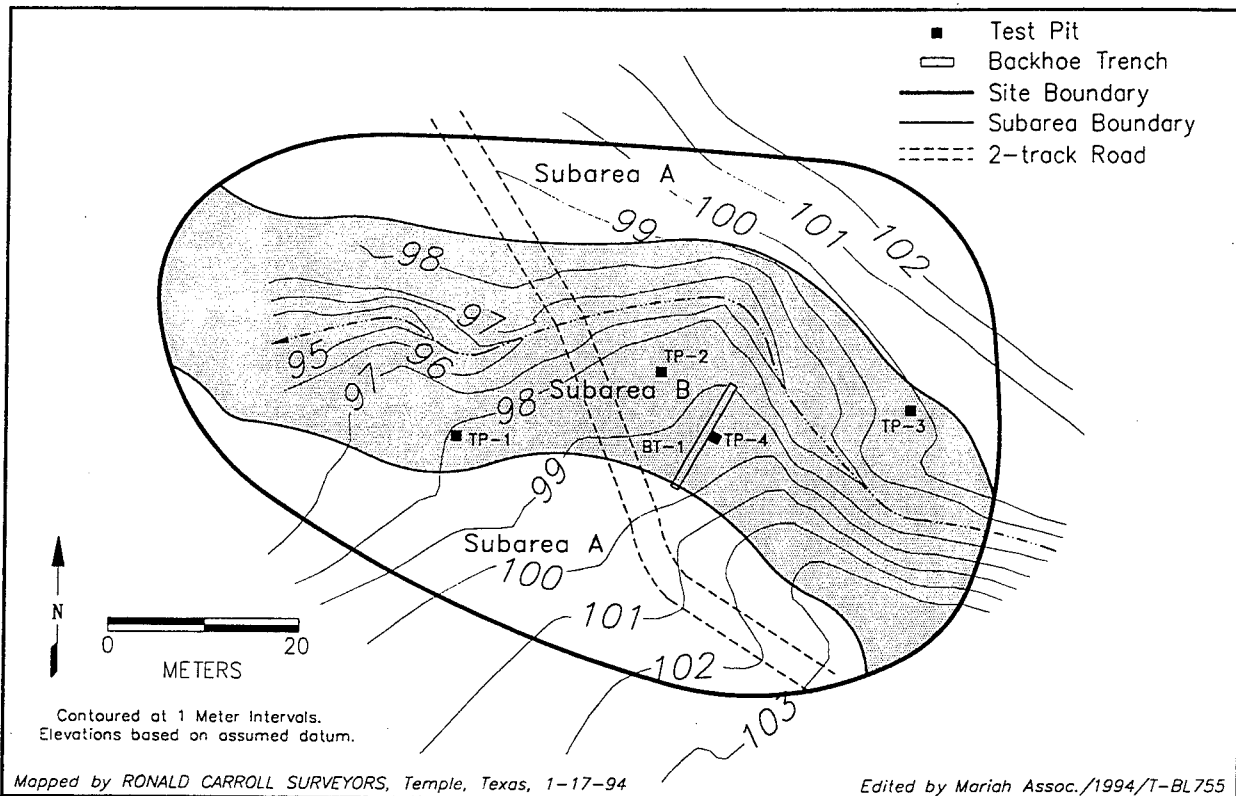 Test Pit
Backhoe Trench
Site Boundary
Subarea Boundary
2-track Road
Subarea A
99
100
101
102
98
97
95
96
97
TP-2
Subarea B
98
TP-1
BT-1
TP-4
TP-3
99
Subarea A
100
101
102
103
N
0
20
METERS
Contoured at 1 Meter Intervals.
Elevations based on assumed datum.
Mapped by RONALD CARROLL SURVEYORS, Temple, Texas, 1-17-94
Edited by Mariah Assoc./1994/T-BL755